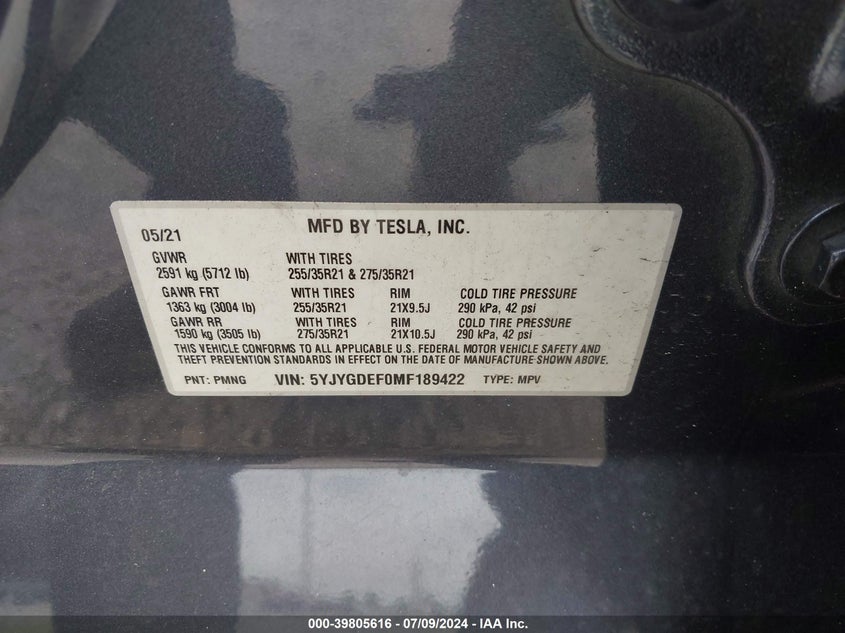 MFD BY TESLA, INC.
05/21
GVWR WITH TIRES
2591 kg (5712 lb) 255/35R21 & 275/35R21
GAWR FRT WITH TIRES RIM COLD TIRE PRESSURE
1363 kg (3004 lb) 255/35R21 21X9.5J 290 kPa, 42 psi
GAWR RR WITH TIRES RIM COLD TIRE PRESSURE
1590 kg (3505 lb) 275/35R21 21X10.5J 290 kPa, 42 psi
THIS VEHICLE CONFORMS TO ALL APPLICABLE U.S. FEDERAL MOTOR VEHICLE SAFETY AND
THEFT PREVENTION STANDARDS IN EFFECT ON THE DATE OF MANUFACTURE SHOWN ABOVE.
PNT: PMNG VIN: 5YJYGDEF0MF189422 TYPE: MPV
000-39805616 - 07/09/2024 - IAA Inc.